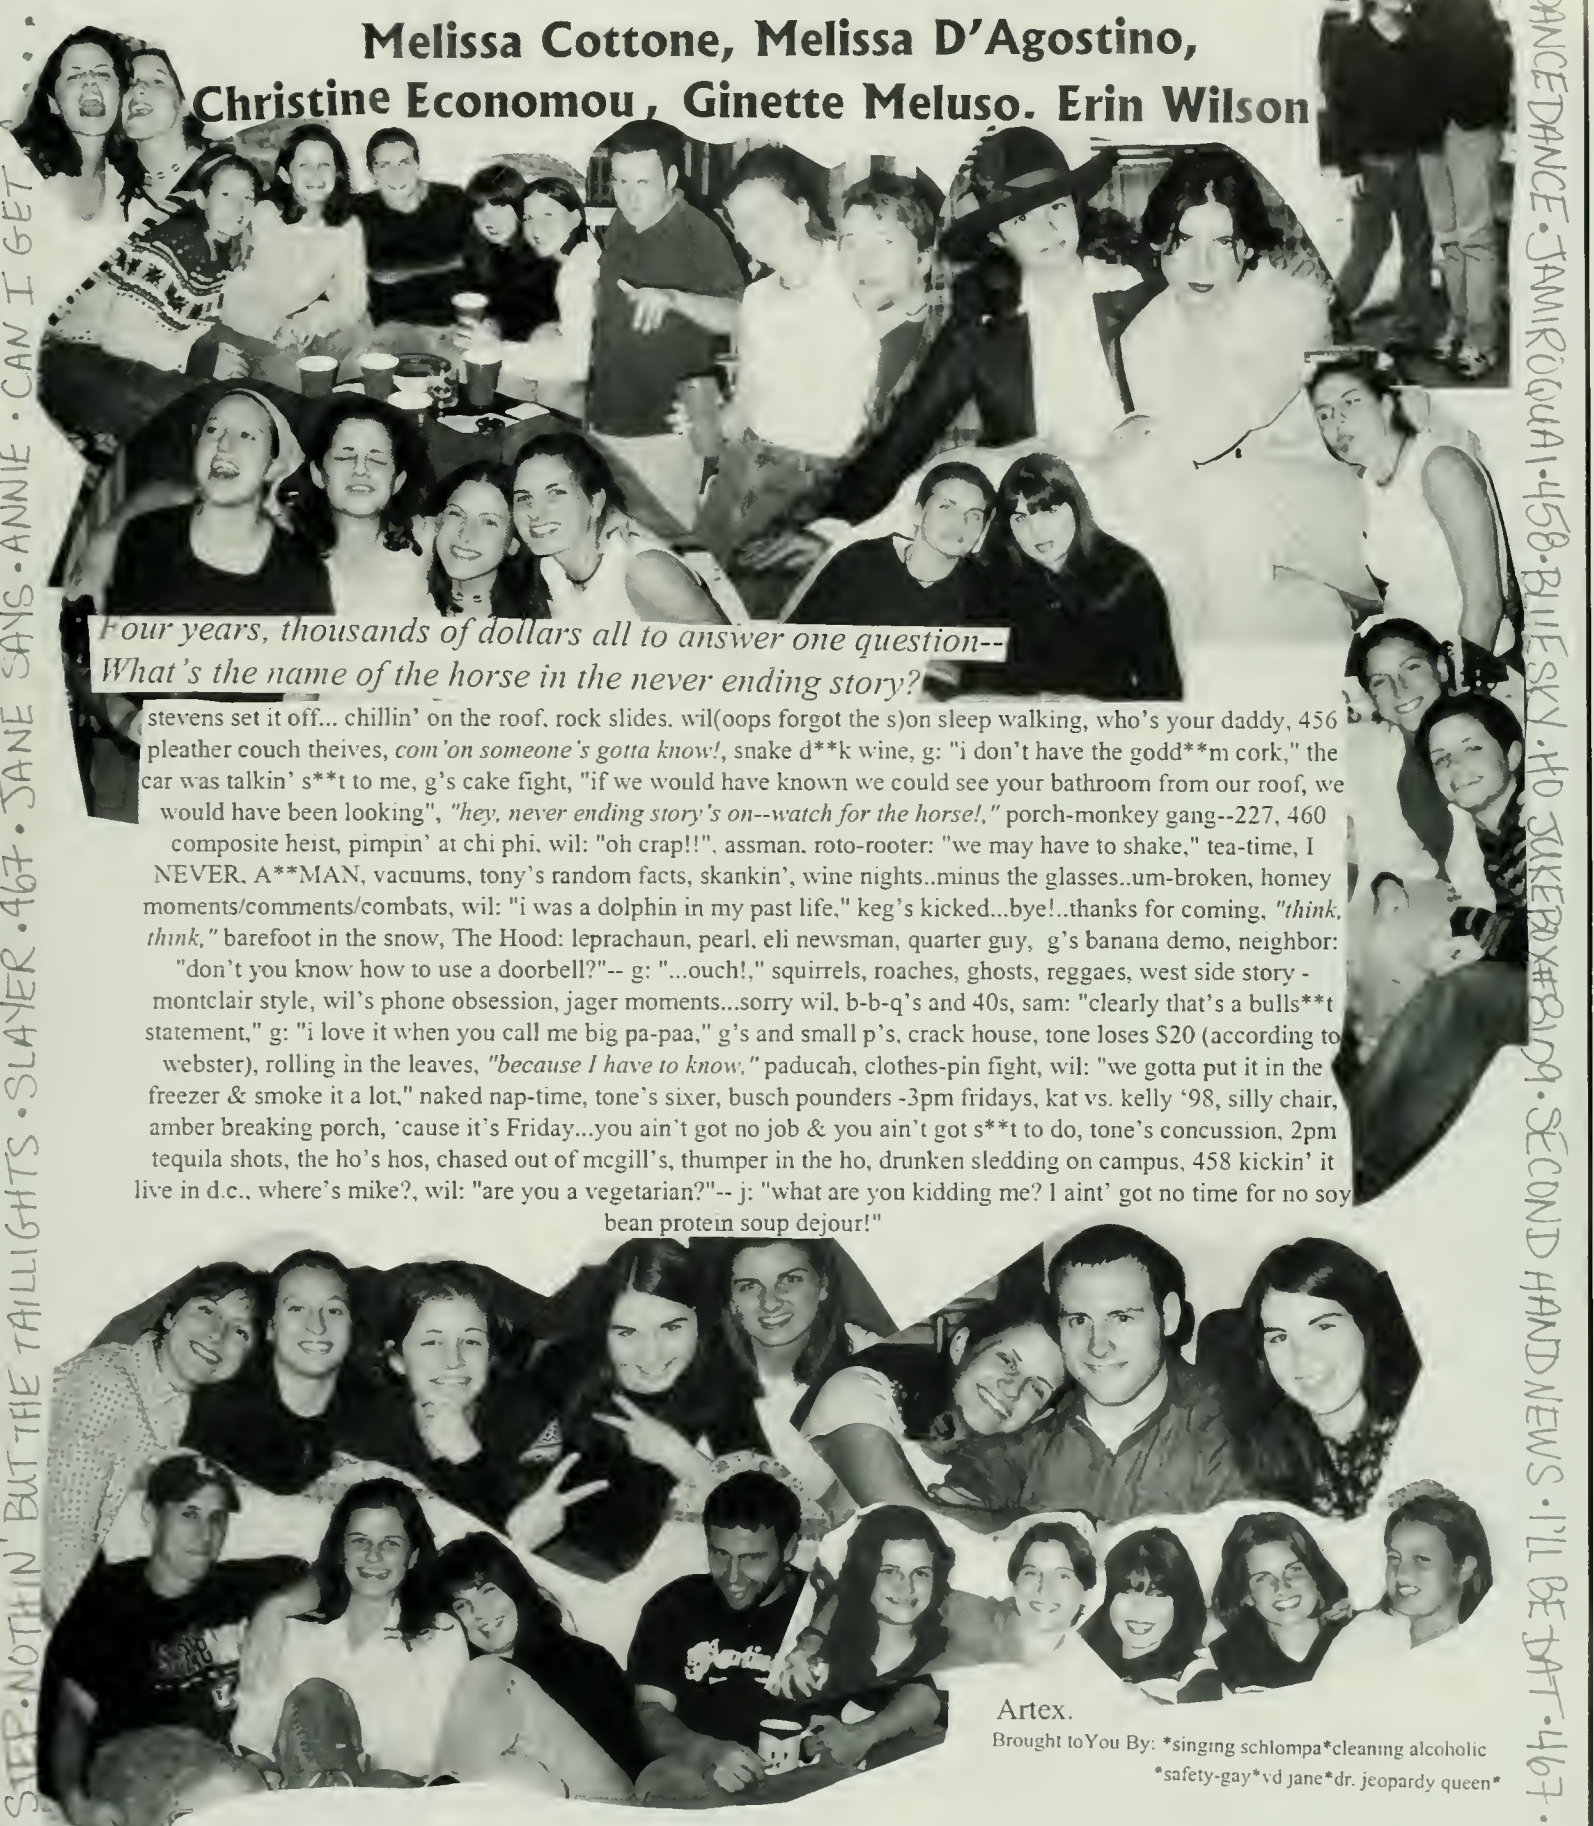 Melissa Cottone, Melissa D'Agostino,
Christine Economou, Ginette Meluso. Erin Wilson
Four years, thousands of dollars all to answer one question--
What's the name of the horse in the never ending story?
stevens set it off... chillin' on the roof, rock slides. wil(oops forgot the s)on sleep walking, who's your daddy, 456
pleather couch theives, com'on someone's gotta know!, snake d**k wine, g: "i don't have the godd**m cork," the
car was talkin' s**t to me, g's cake fight, "if we would have known we could see your bathroom from our roof, we
would have been looking", "hey, never ending story's on--watch for the horse!," porch-monkey gang--227, 460
composite heist, pimpin' at chi phi, wil: "oh crap!!", assman, roto-rooter: "we may have to shake," tea-time, I
NEVER, A**MAN, vacuums, tony's random facts, skankin', wine nights..minus the glasses..um-broken, homey
moments/comments/combats, wil: "i was a dolphin in my past life," keg's kicked...bye!..thanks for coming, "think,
think," barefoot in the snow, The Hood: leprachaun, pearl, eli newsman, quarter guy, g's banana demo, neighbor:
"don't you know how to use a doorbell?"-- g: "...ouch!," squirrels, roaches, ghosts, reggaes, west side story -
montclair style, wil's phone obsession, jager moments...sorry wil, b-b-q's and 40s, sam: "clearly that's a bulls**t
statement," g: "i love it when you call me big pa-paa," g's and small p's, crack house, tone loses $20 (according to
webster), rolling in the leaves, "because I have to know," paducah, clothes-pin fight, wil: "we gotta put it in the
freezer & smoke it a lot," naked nap-time, tone's sixer, busch pounders -3pm fridays, kat vs. kelly '98, silly chair,
amber breaking porch, 'cause it's Friday...you ain't got no job & you ain't got s**t to do, tone's concussion, 2pm
tequila shots, the ho's hos, chased out of mcgill's, thumper in the ho, drunken sledding on campus, 458 kickin' it
live in d.c., where's mike?, wil: "are you a vegetarian?"-- j: "what are you kidding me? I aint' got no time for no soy
bean protein soup dejour!"
Artex.
Brought to You By: *singing schlompa*cleaning alcoholic
*safety-gay*vd jane*dr. jeopardy queen*
STEP • NOTHIN' BUT THE TAILLIGHTS • SLAYER • 467 • JANE SAYS • ANNIE • CAN I GET ....
DANCEDANCE • JAMIROQUAI • 458 • BLUESKY • HO JUKEBOX#8109 • SECOND HAND NEWS • I'll BE DAT • 467 •